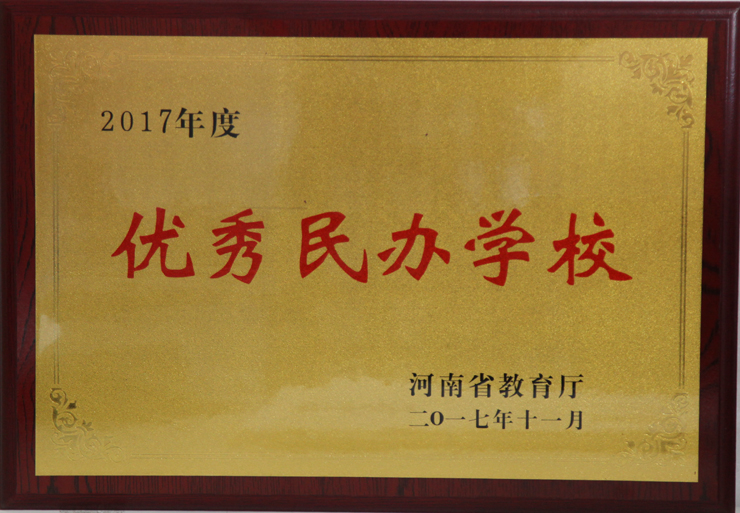 2017年度
优秀民办学校
河南省教育厅
二O一七年十一月